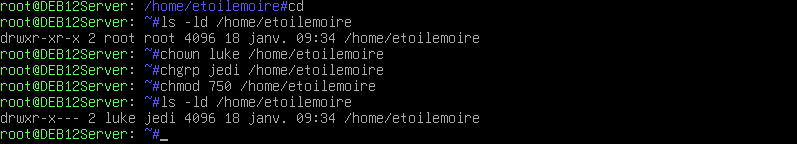 root@DEB12Server: /home/etoilemoire#cd
root@DEB12Server: ~#ls -ld /home/etoilemoire
drwxr-xr-x 2 root root 4096 18 janv. 09:34 /home/etoilemoire
root@DEB12Server: ~#chown luke /home/etoilemoire
root@DEB12Server: ~#chgrp jedi /home/etoilemoire
root@DEB12Server: ~#chmod 750 /home/etoilemoire
root@DEB12Server: ~#ls -ld /home/etoilemoire
drwxr-x--- 2 luke jedi 4096 18 janv. 09:34 /home/etoilemoire
root@DEB12Server: ~#_